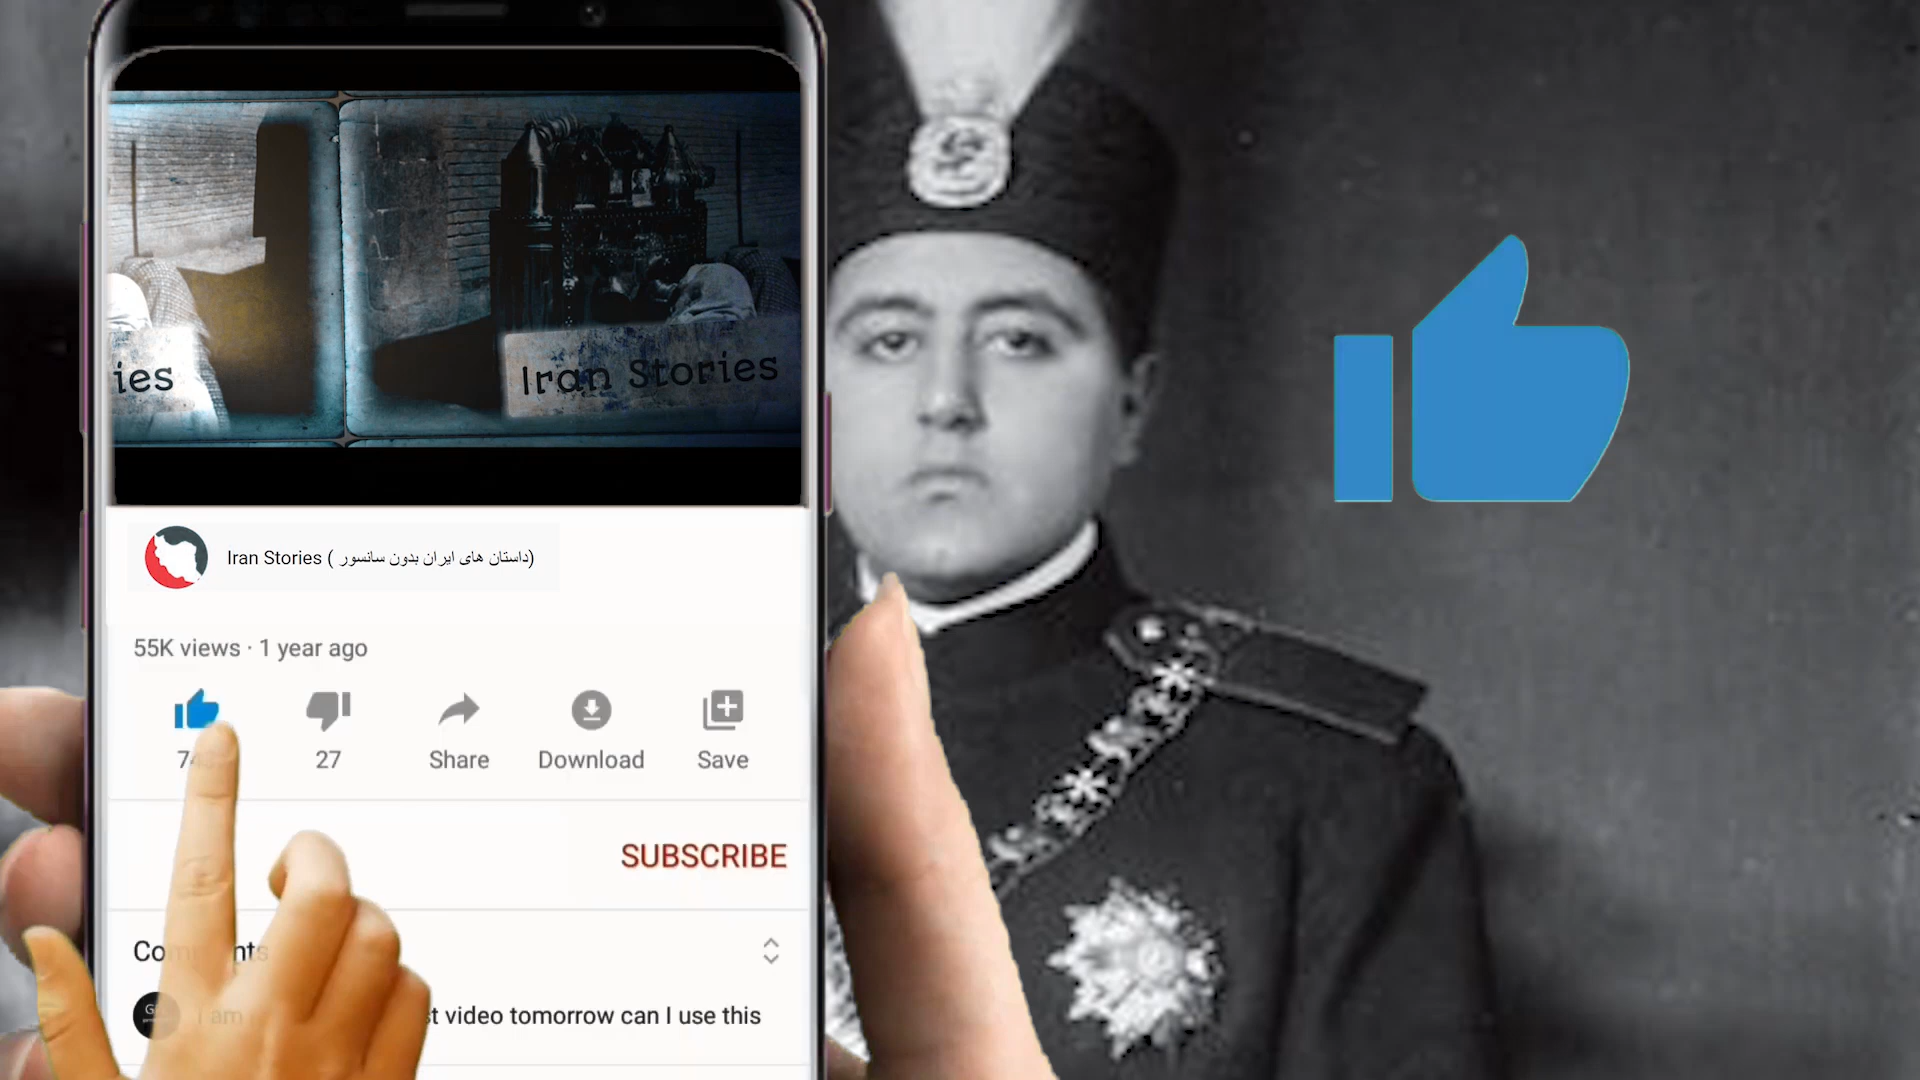 ies
Iran Stories
Iran Stories ( داستان های ایران بدون سانسور)
55K views · 1 year ago
27
Share
Download
Save
SUBSCRIBE
I am
video tomorrow can I use this